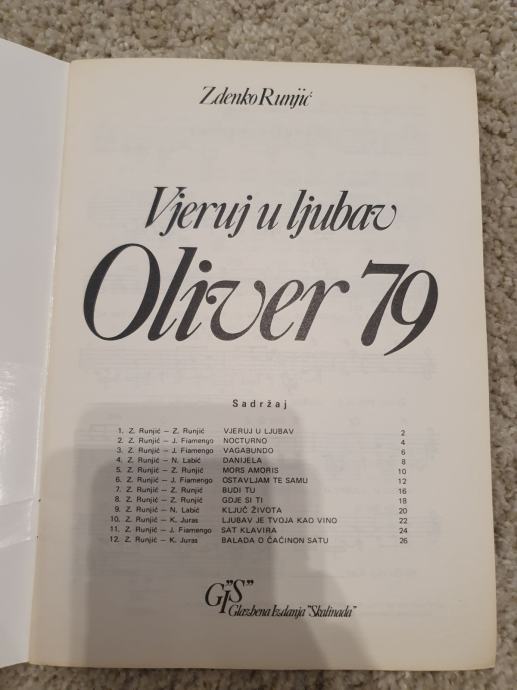 Zdenko Runjić
Vjeruj u ljubav
Oliver 79
Sadržaj
1. Z. Runjić — Z. Runjić VJERUJ U LJUBAV 2
2. Z. Runjić — J. Fiamengo NOCTURNO 4
3. Z. Runjić — J. Fiamengo VAGABUNDO 6
4. Z. Runjić — N. Labić DANIJELA 8
5. Z. Runjić — Z. Runjić MORS AMORIS 10
6. Z. Runjić — J. Fiamengo OSTAVLJAM TE SAMU 12
7. Z. Runjić — Z. Runjić BUDI TU 16
8. Z. Runjić — Z. Runjić GDJE SI TI 18
9. Z. Runjić — N. Labić KLJUČ ŽIVOTA 20
10. Z. Runjić — K. Juras LJUBAV JE TVOJA KAO VINO 22
11. Z. Runjić — J. Fiamengo SAT KLAVIRA 24
12. Z. Runjić — K. Juras BALADA O ĆAĆINON SATU 26
GI"S"
Glazbena Izdanja "Skalinada"